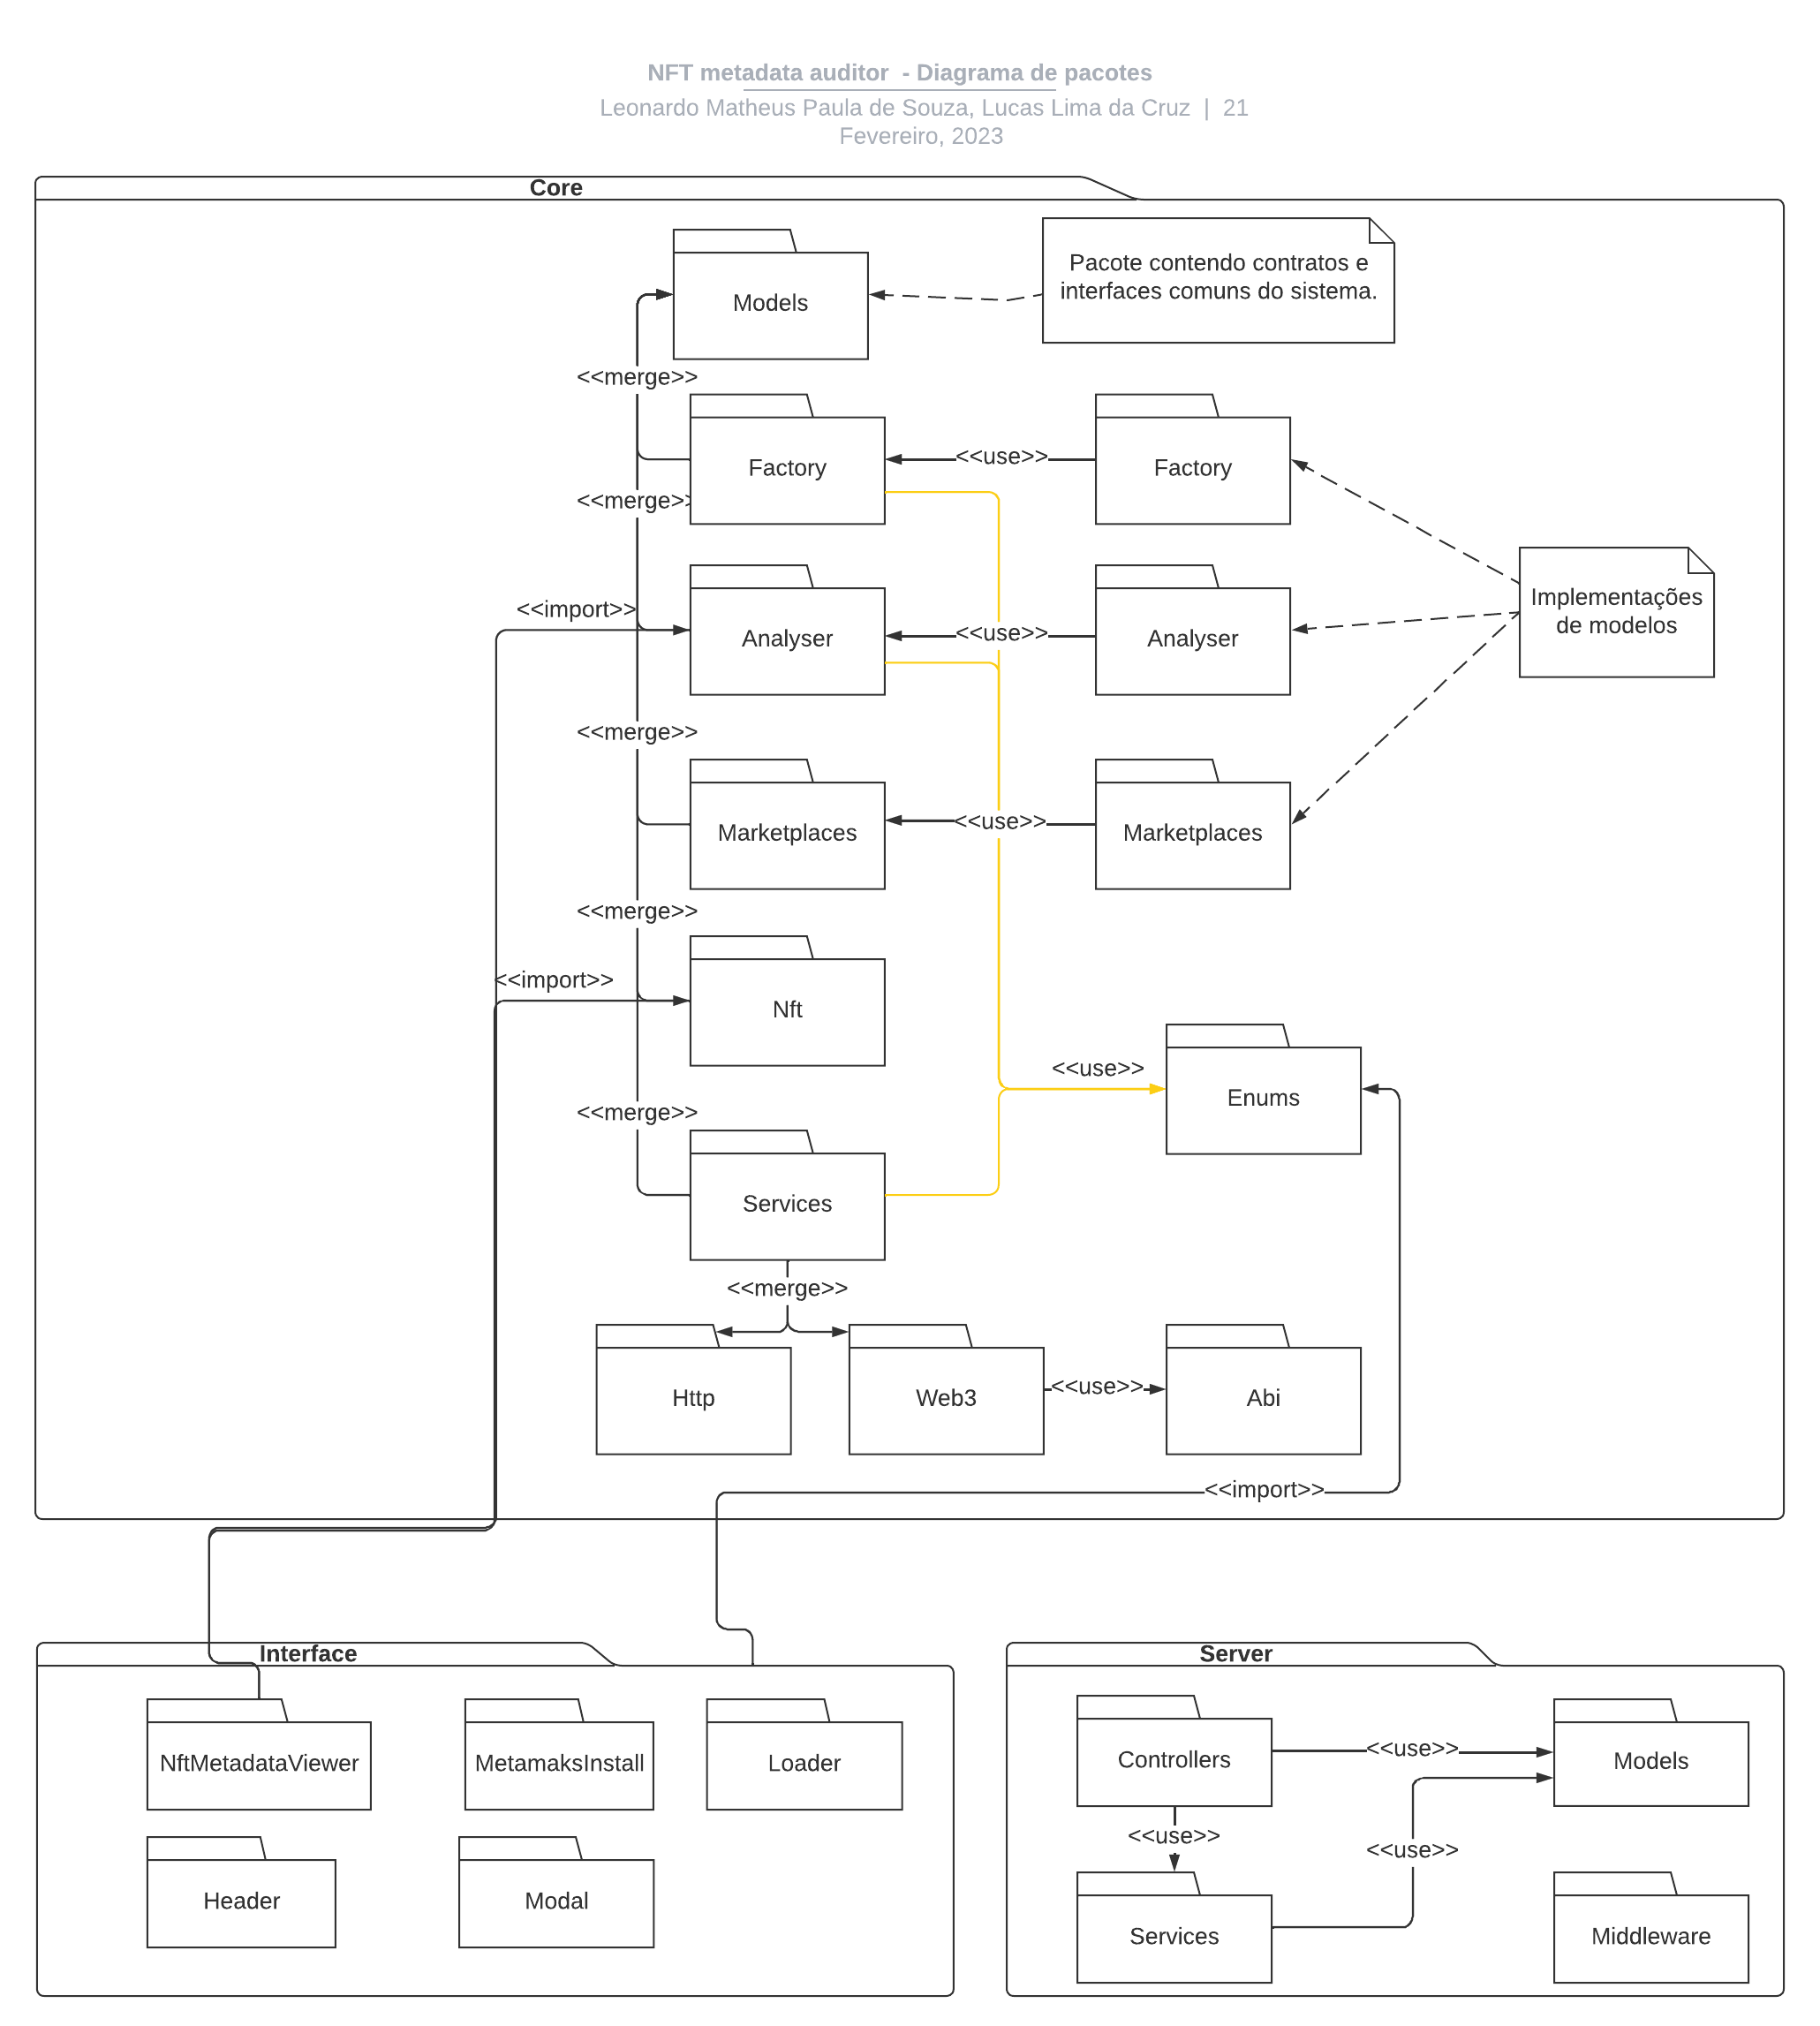 NFT metadata auditor  - Diagrama de pacotes
Leonardo Matheus Paula de Souza, Lucas Lima da Cruz  |  21
Fevereiro, 2023
Core
Pacote contendo contratos e
interfaces comuns do sistema.
Models
<<merge>>
Factory
<<use>>
Factory
<<merge>>
Implementações
de modelos
<<import>>
Analyser
<<use>>
Analyser
<<merge>>
Marketplaces
<<use>>
Marketplaces
<<merge>>
<<import>>
Nft
<<use>>
Enums
<<merge>>
Services
<<merge>>
Http
Web3
<<use>>
Abi
<<import>>
Interface
NftMetadataViewer
MetamaksInstall
Loader
Header
Modal
Server
Controllers
<<use>>
Models
<<use>>
<<use>>
Services
Middleware